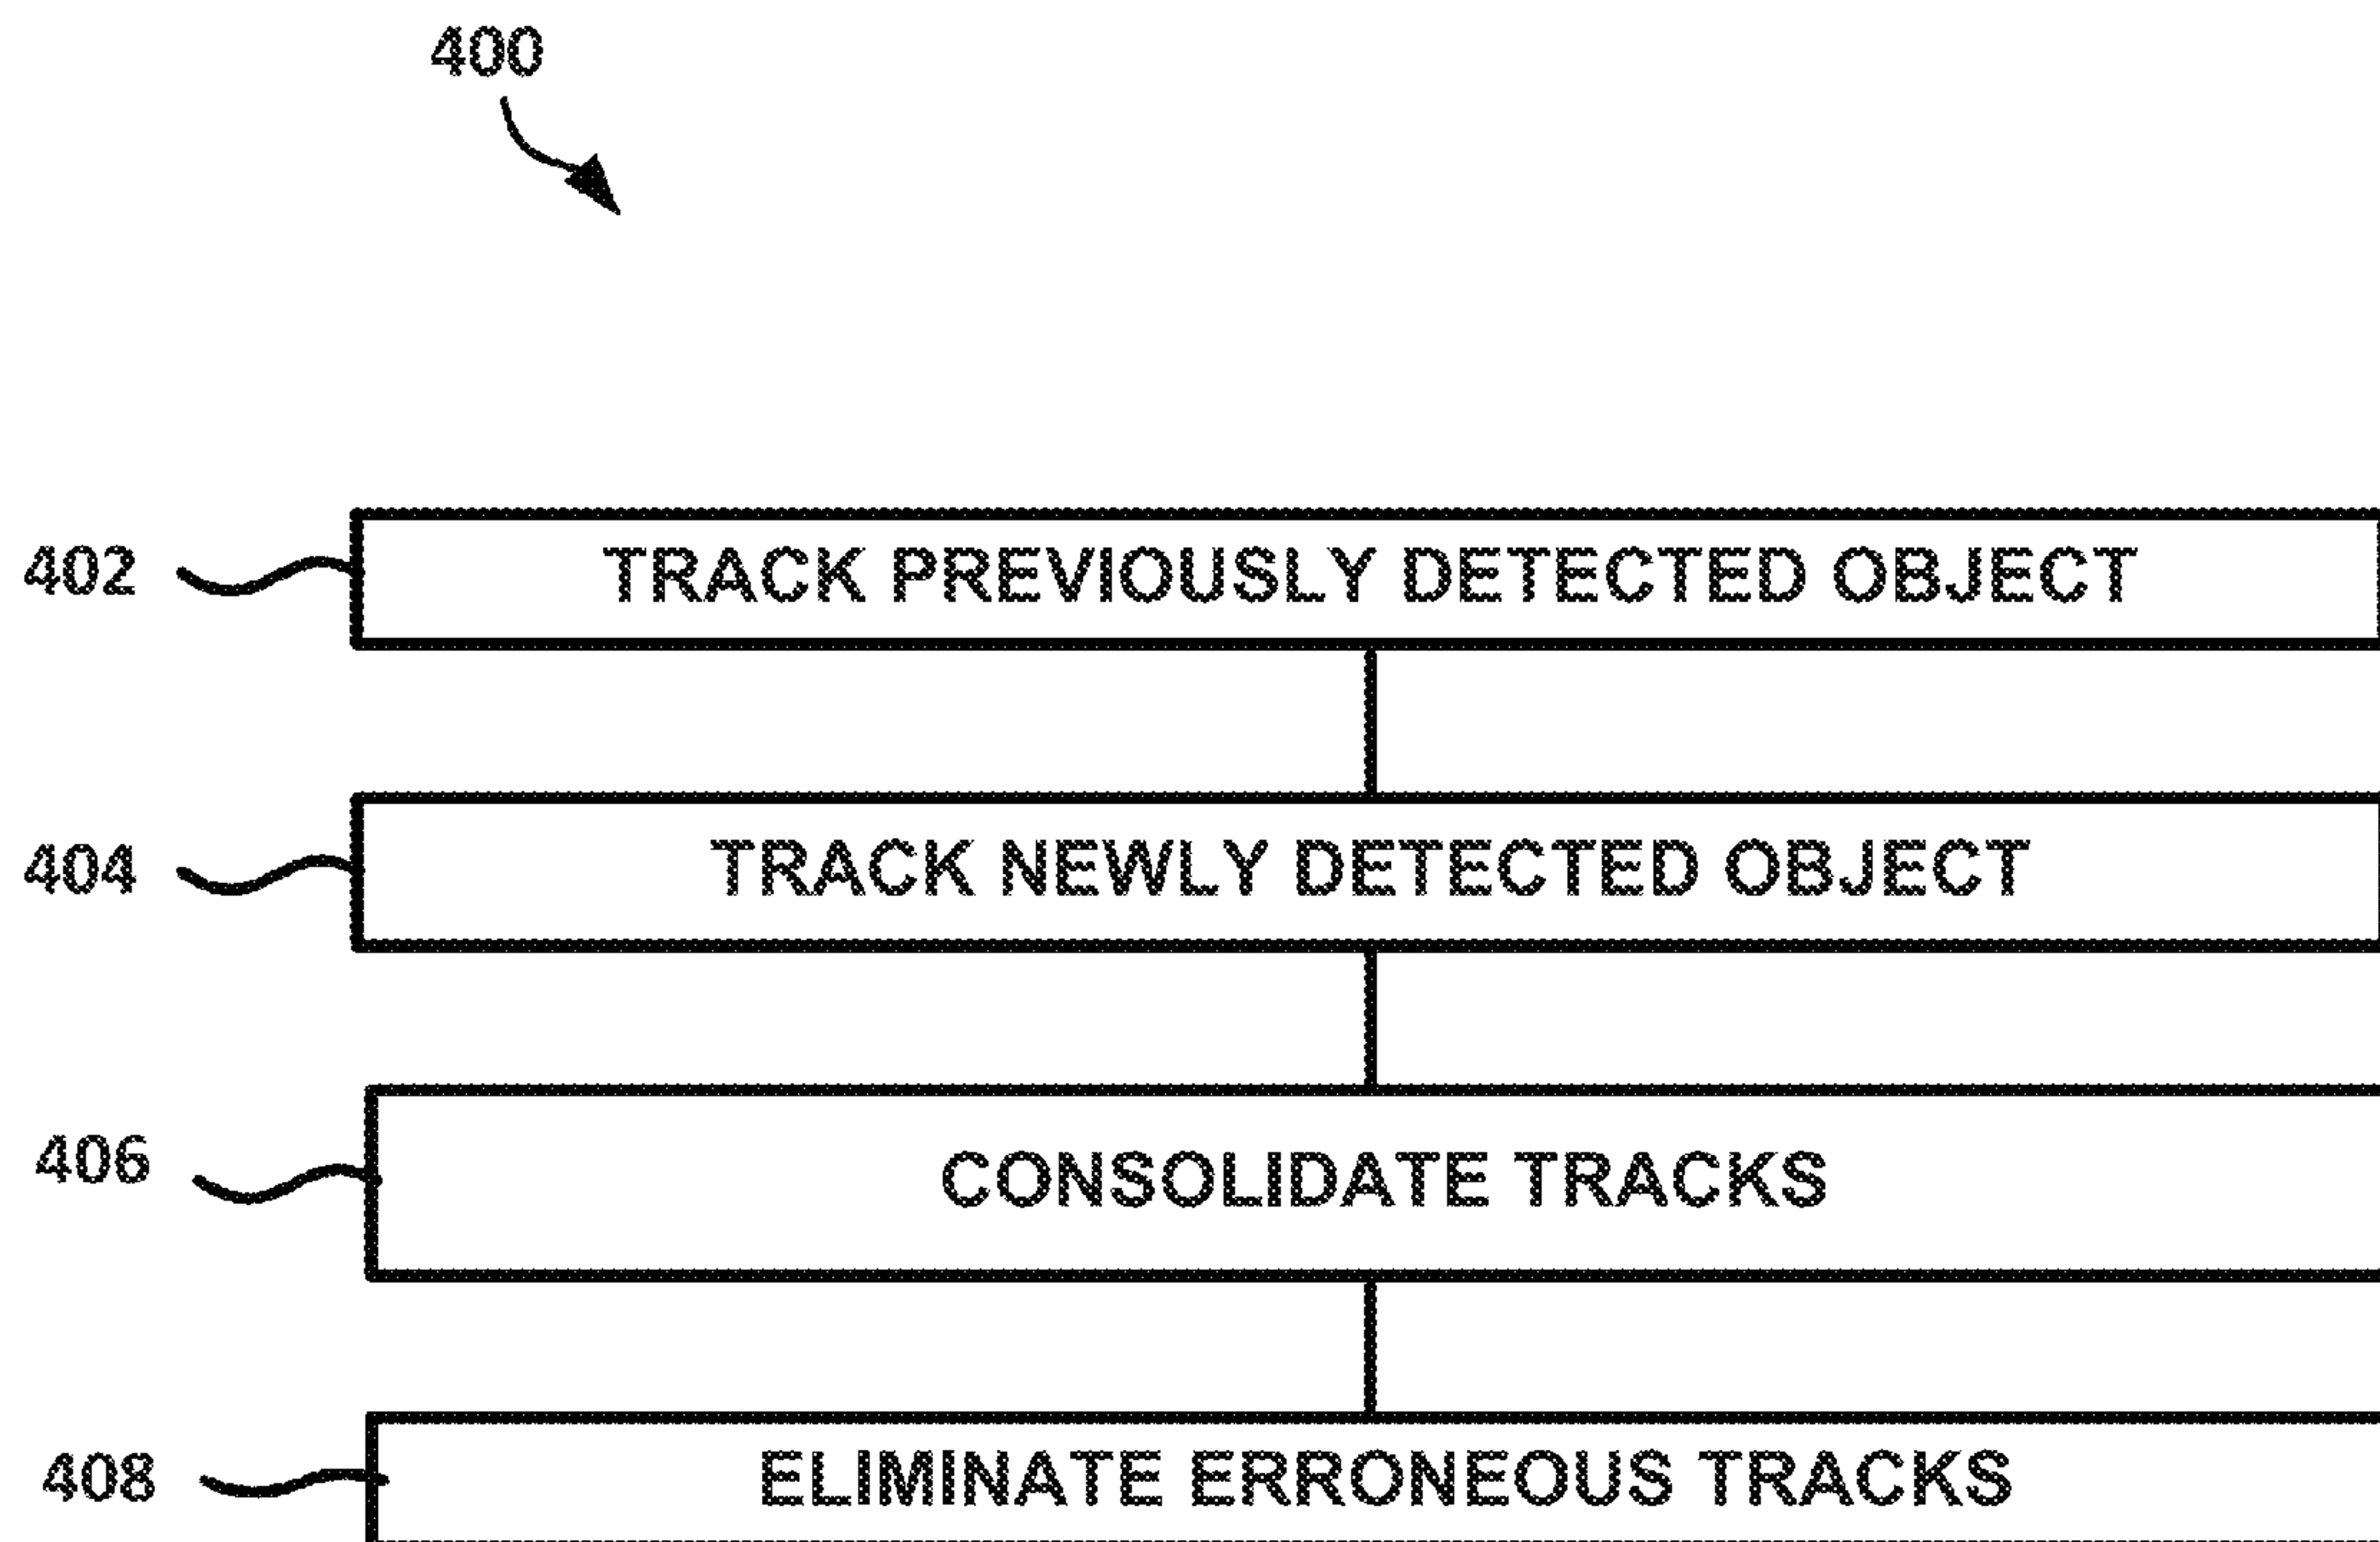 400
402 TRACK PREVIOUSLY DETECTED OBJECT
404 TRACK NEWLY DETECTED OBJECT
406 CONSOLIDATE TRACKS
408 ELIMINATE ERRONEOUS TRACKS